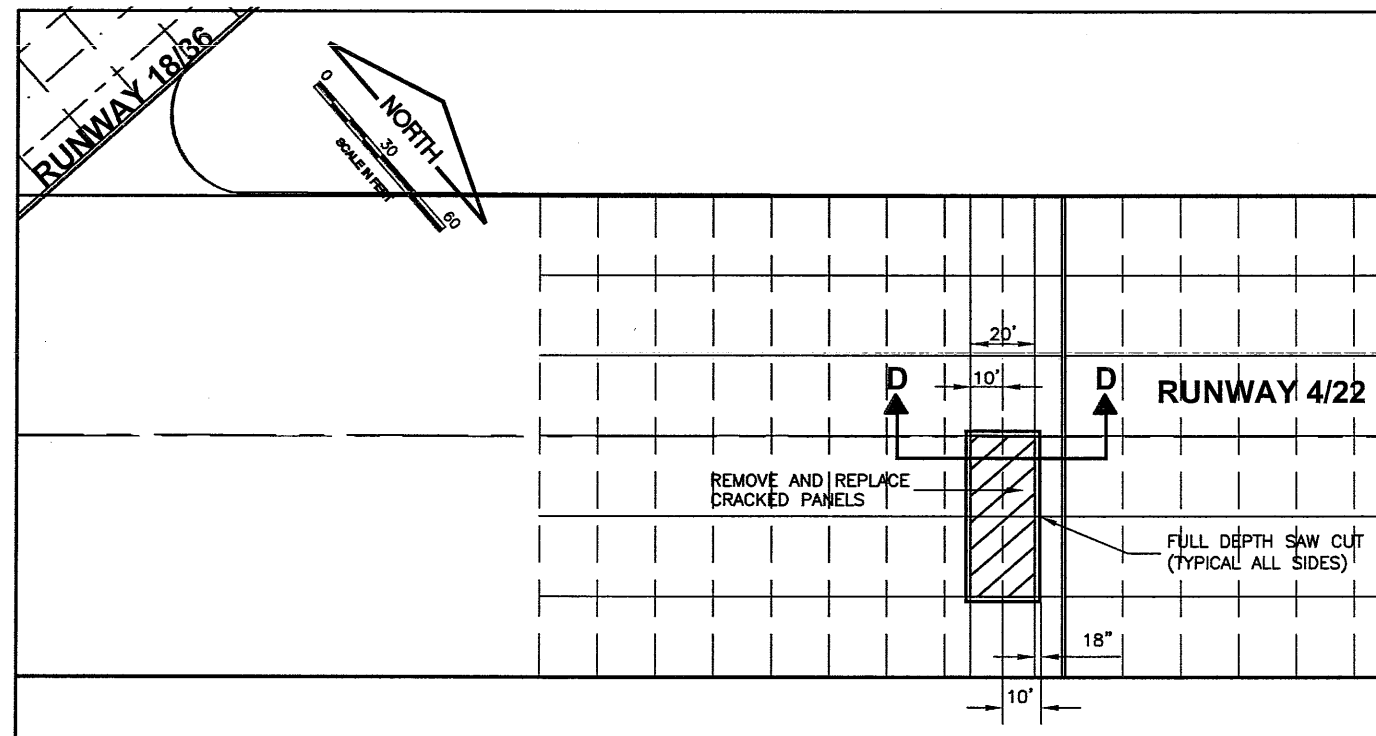 RUNWAY 18/36
0
30
60
SCALE IN FEET
NORTH
20'
10'
D
D
RUNWAY 4/22
REMOVE AND REPLACE
CRACKED PANELS
FULL DEPTH SAW CUT
(TYPICAL ALL SIDES)
18"
10'